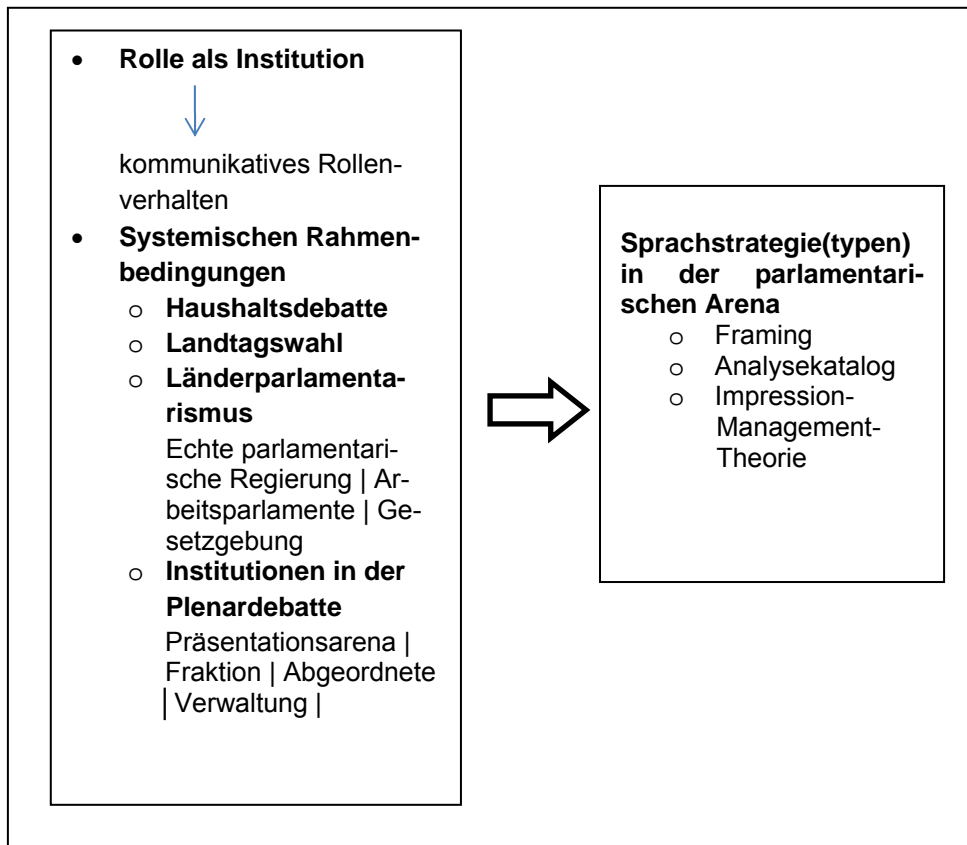 • Rolle als Institution
kommunikatives Rollen-
verhalten
• Systemischen Rahmen-
bedingungen
o Haushaltsdebatte
o Landtagswahl
o Länderparlamenta-
rismus
Echte parlamentari-
sche Regierung | Ar-
beitsparlamente | Ge-
setzgebung
o Institutionen in der
Plenardebatte
Präsentationsarena |
Fraktion | Abgeordnete
| Verwaltung |
Sprachstrategie(typen)
in der parlamentari-
schen Arena
o Framing
o Analysekatalog
o Impression-
Management-
Theorie